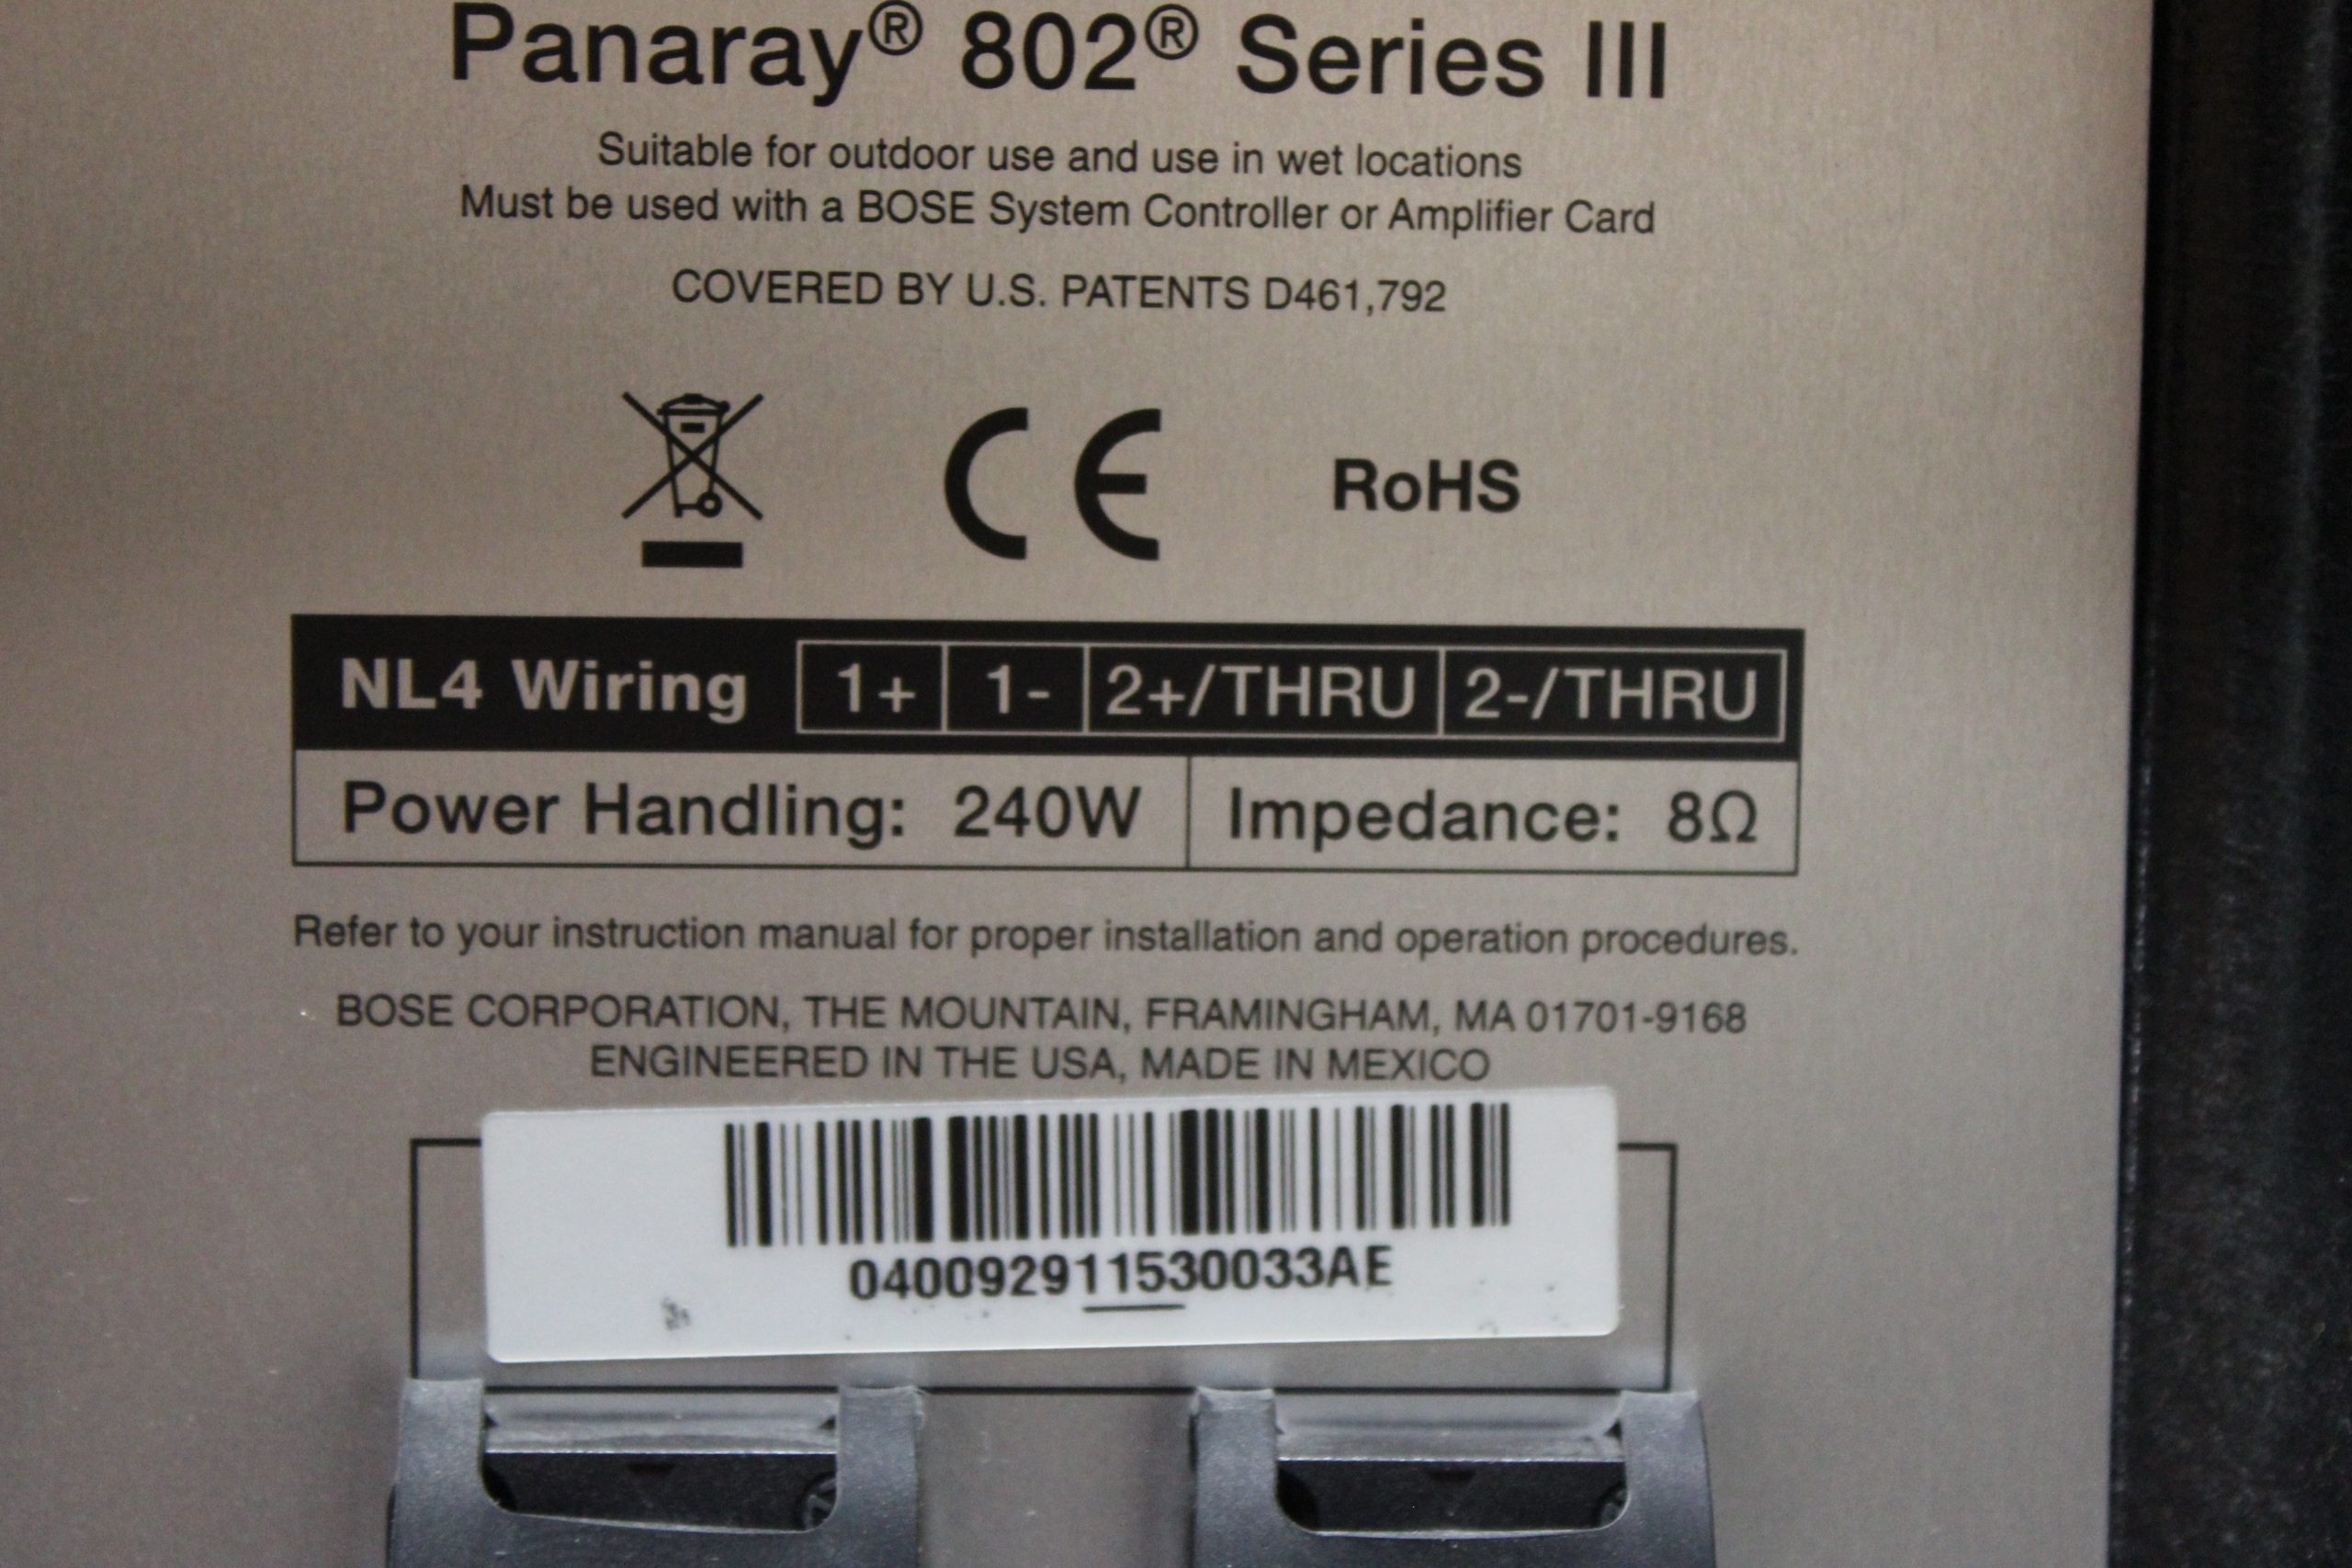 Panaray® 802® Series III
Suitable for outdoor use and use in wet locations
Must be used with a BOSE System Controller or Amplifier Card
COVERED BY U.S. PATENTS D461,792
CE RoHS
NL4 Wiring 1+ 1- 2+/THRU 2-/THRU
Power Handling: 240W Impedance: 8Ω
Refer to your instruction manual for proper installation and operation procedures.
BOSE CORPORATION, THE MOUNTAIN, FRAMINGHAM, MA 01701-9168
ENGINEERED IN THE USA, MADE IN MEXICO
040092911530033AE